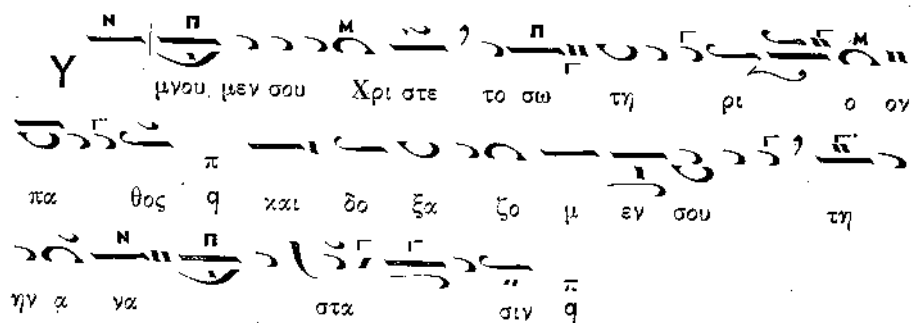 Ν Π Μ Π Μ
Υ μνου μεν σου Χρι στε το σω τη ρι ο ον
πα θος π q και δο ξα ζο μ εν σου τη
Ν Π
ην α να στα σιν π q